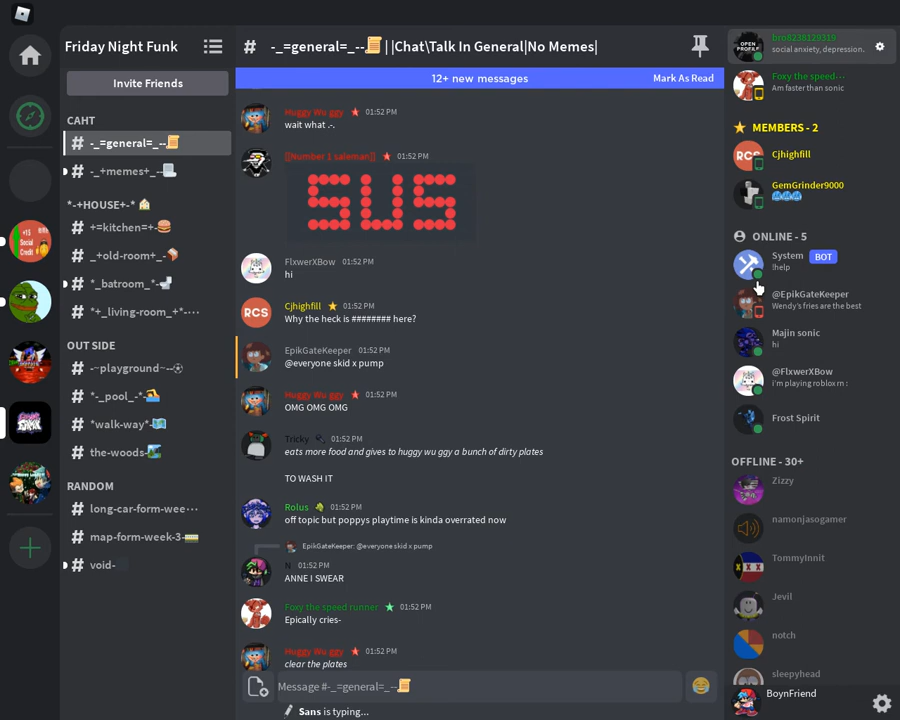 Friday Night Funk
Invite Friends
CAHT
# -_=general=_--
# -_+memes+_--
*-+HOUSE+-*
# +=kitchen=+-
# _+old-room+_-
# *_batroom_*-
# *+_living-room_+*-···
OUT SIDE
# -~playground~--
# *-_pool_-*-
# *walk-way*-
# the-woods-
RANDOM
# long-car-form-wee···
# map-form-week-3-
# void-
# -_=general=_-- | |Chat\Talk In General|No Memes|
12+ new messages
Mark As Read
Huggy Wu ggy 01:52 PM
wait what .-.
[[Number 1 saleman]] 01:52 PM
SUS
FlxwerXBow 01:52 PM
hi
RCS
Cjhighfill 01:52 PM
Why the heck is ######## here?
EpikGateKeeper 01:52 PM
@everyone skid x pump
Huggy Wu ggy 01:52 PM
OMG OMG OMG
Tricky 01:52 PM
eats more food and gives to huggy wu ggy a bunch of dirty plates
TO WASH IT
Rolus 01:52 PM
off topic but poppys playtime is kinda overrated now
EpikGateKeeper: @everyone skid x pump
N 01:52 PM
ANNE I SWEAR
Foxy the speed runner 01:52 PM
Epically cries-
Huggy Wu ggy 01:52 PM
clear the plates
Message #-_=general=_--
Sans is typing...
OPEN PROFILE
bro6236129319
social anxiety, depression.
Foxy the speed···
Am faster than sonic
MEMBERS - 2
RCS
Cjhighfill
GemGrinder9000
ONLINE - 5
System BOT
!help
@EpikGateKeeper
Wendy's fries are the best
Majin sonic
hi
@FlxwerXBow
i'm playing roblox rn :
Frost Spirit
OFFLINE - 30+
Zizzy
namonjasogamer
TommyInnit
Jevil
notch
sleepyhead
BoynFriend